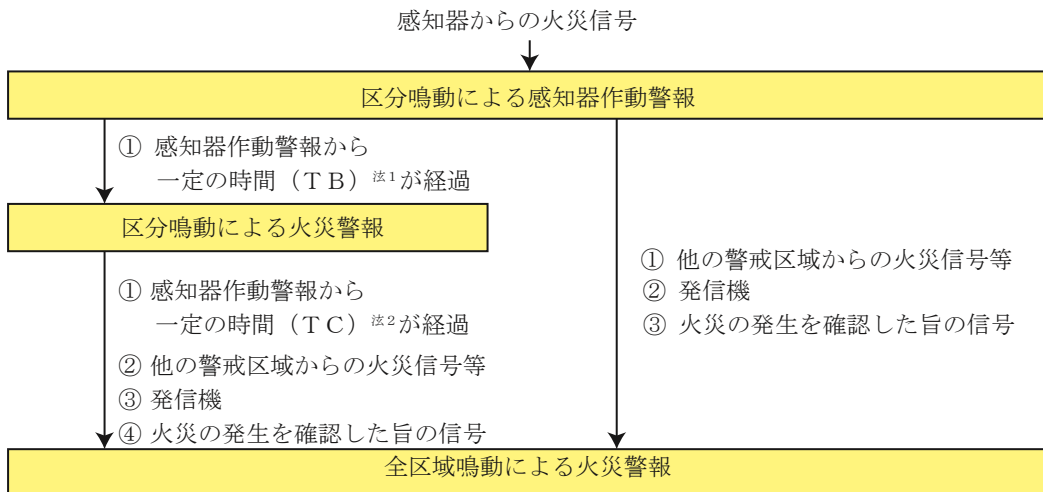 感知器からの火災信号
区分鳴動による感知器作動警報
① 感知器作動警報から
一定の時間（ＴＢ）法1が経過
区分鳴動による火災警報
① 感知器作動警報から
一定の時間（ＴＣ）法2が経過
② 他の警戒区域からの火災信号等
③ 発信機
④ 火災の発生を確認した旨の信号
① 他の警戒区域からの火災信号等
② 発信機
③ 火災の発生を確認した旨の信号
全区域鳴動による火災警報